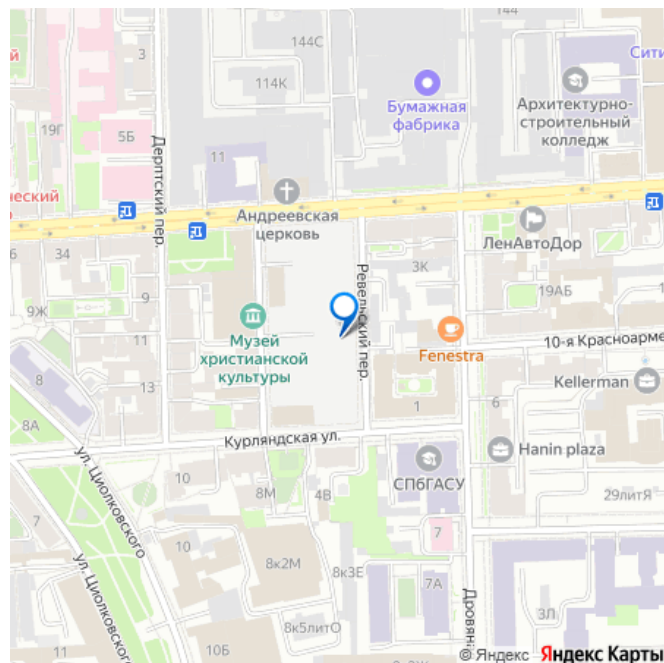 144
144С
3
114К
Сити
Бумажная
фабрика
Архитектурно-
строительный
колледж
19Г
5Б
11
Дерптский пер.
ческий
Андреевская
церковь
ЛенАвтоДор
6
34
9
9Ж
3К
19АБ
Ревельский пер.
Музей
христианской
культуры
Fenestra
10-я Красноарме
11
8
13
Kellerman
8А
1
Курляндская ул.
Hanin plaza
СПбГАСУ
ул. Циолковского
10
8М
4В
29литЯ
7
10
7
8к2М
8к3Е
7А
ул. Циолковского
8к5литО
3Л
Дровяни
11
10Б
© Яндекс Яндекс Карты